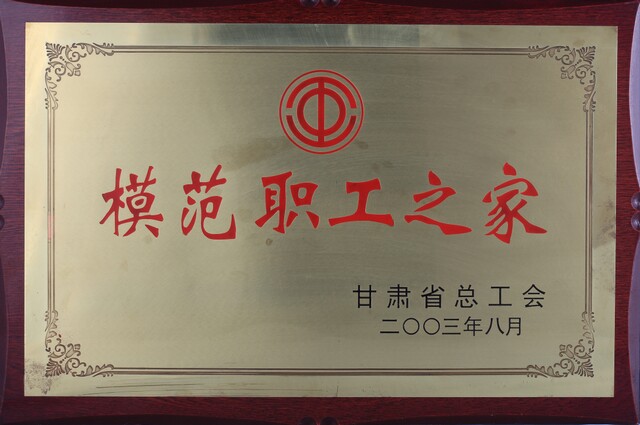 模范职工之家
甘肃省总工会
二〇〇三年八月